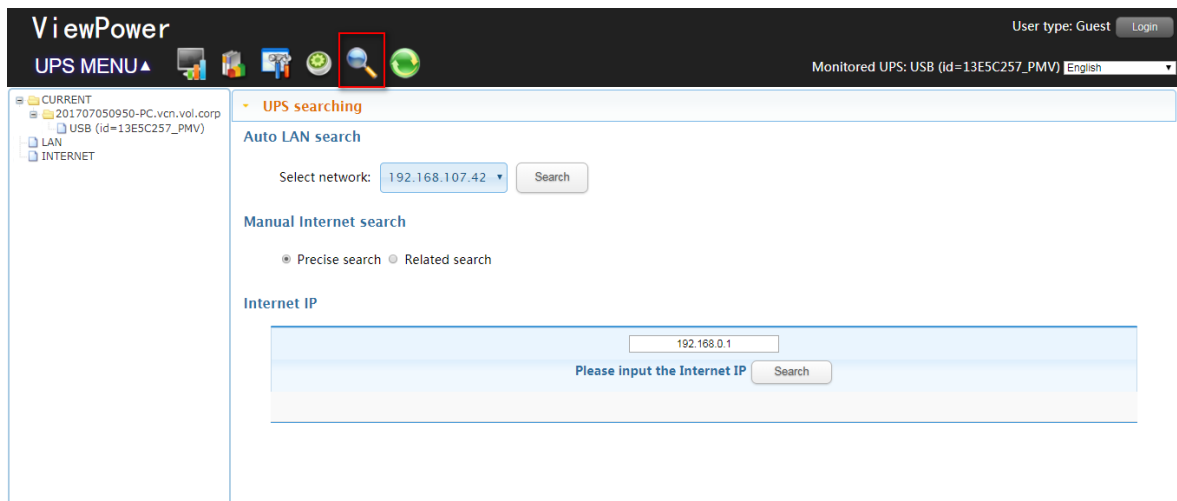 ViewPower
User type: Guest Login
UPS MENU▲
Monitored UPS: USB (id=13E5C257_PMV) English
CURRENT
201707050950-PC.vcn.vol.corp
USB (id=13E5C257_PMV)
LAN
INTERNET
UPS searching
Auto LAN search
Select network: 192.168.107.42 Search
Manual Internet search
Precise search Related search
Internet IP
192.168.0.1
Please input the Internet IP Search